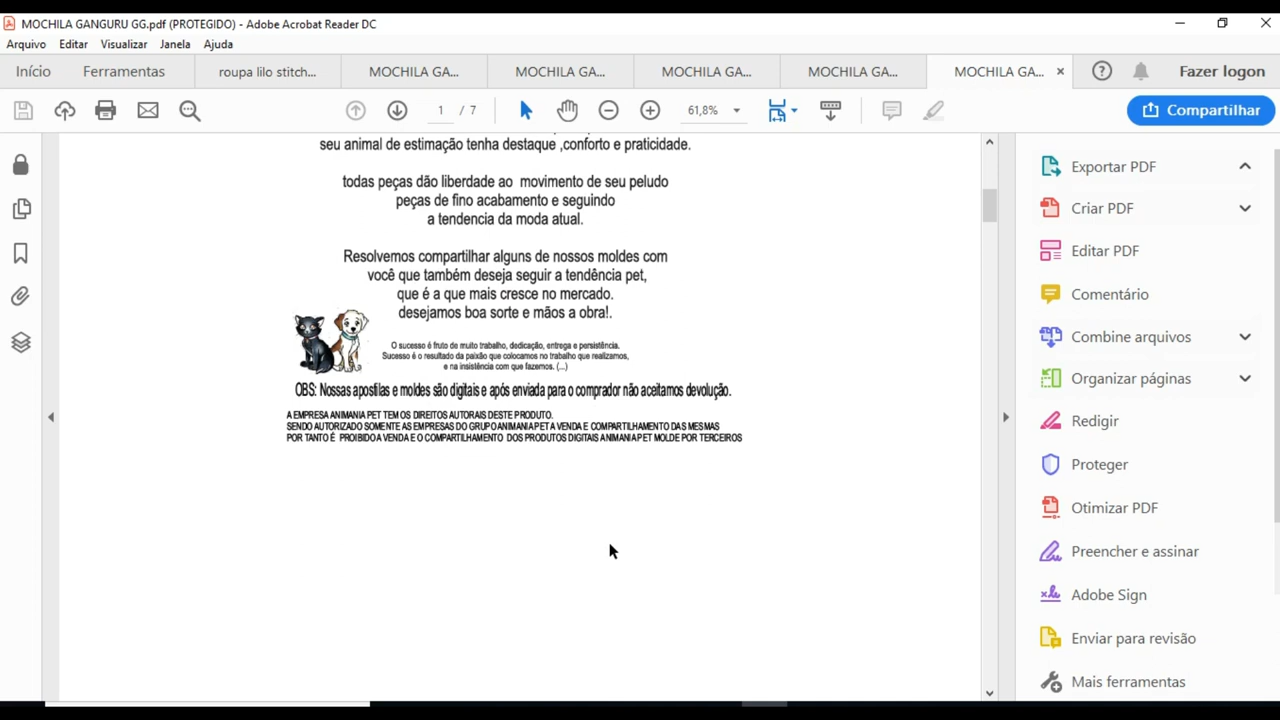 MOCHILA GANGURU GG.pdf (PROTEGIDO) - Adobe Acrobat Reader DC
Arquivo Editar Visualizar Janela Ajuda
Início Ferramentas roupa lilo stitch... MOCHILA GA... MOCHILA GA... MOCHILA GA... MOCHILA GA... MOCHILA GA... Fazer logon
1 / 7 61,8% Compartilhar
seu animal de estimação tenha destaque ,conforto e praticidade.
todas peças dão liberdade ao movimento de seu peludo
peças de fino acabamento e seguindo
a tendencia da moda atual.
Resolvemos compartilhar alguns de nossos moldes com
você que também deseja seguir a tendência pet,
que é a que mais cresce no mercado.
desejamos boa sorte e mãos a obra!.
O sucesso é fruto de muito trabalho, dedicação, entrega e persistência.
Sucesso é o resultado da paixão que colocamos no trabalho que realizamos,
e na insistência com que fazemos. (...)
OBS: Nossas apostilas e moldes são digitais e após enviada para o comprador não aceitamos devolução.
A EMPRESA ANIMANIA PET TEM OS DIREITOS AUTORAIS DESTE PRODUTO.
SENDO AUTORIZADO SOMENTE AS EMPRESAS DO GRUPO ANIMANIA PET A VENDA E COMPARTILHAMENTO DAS MESMAS
POR TANTO É PROIBIDO A VENDA E O COMPARTILHAMENTO DOS PRODUTOS DIGITAIS ANIMANIA PET MOLDE POR TERCEIROS
Exportar PDF
Criar PDF
Editar PDF
Comentário
Combine arquivos
Organizar páginas
Redigir
Proteger
Otimizar PDF
Preencher e assinar
Adobe Sign
Enviar para revisão
Mais ferramentas